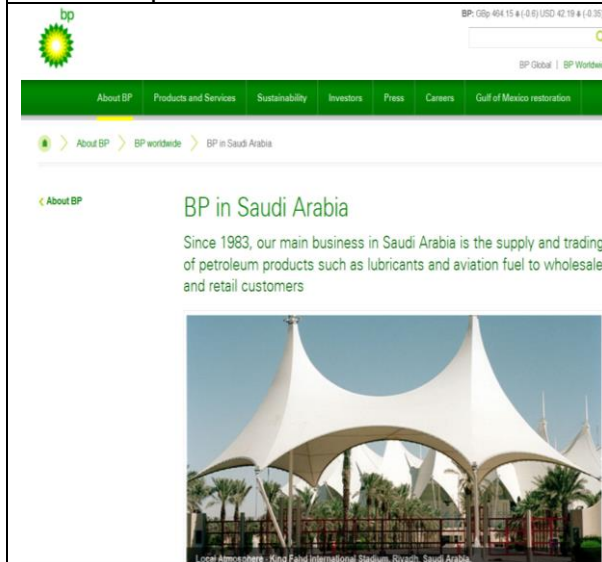 bp
BP: GBp 464.15 (-0.6) USD 42.19 (-0.35)
BP Global | BP Worldwi
About BP Products and Services Sustainability Investors Press Careers Gulf of Mexico restoration
About BP BP worldwide BP in Saudi Arabia
About BP
BP in Saudi Arabia
Since 1983, our main business in Saudi Arabia is the supply and trading
of petroleum products such as lubricants and aviation fuel to wholesale
and retail customers
Local Atmosphere - King Fahd International Stadium, Riyadh, Saudi Arabia.